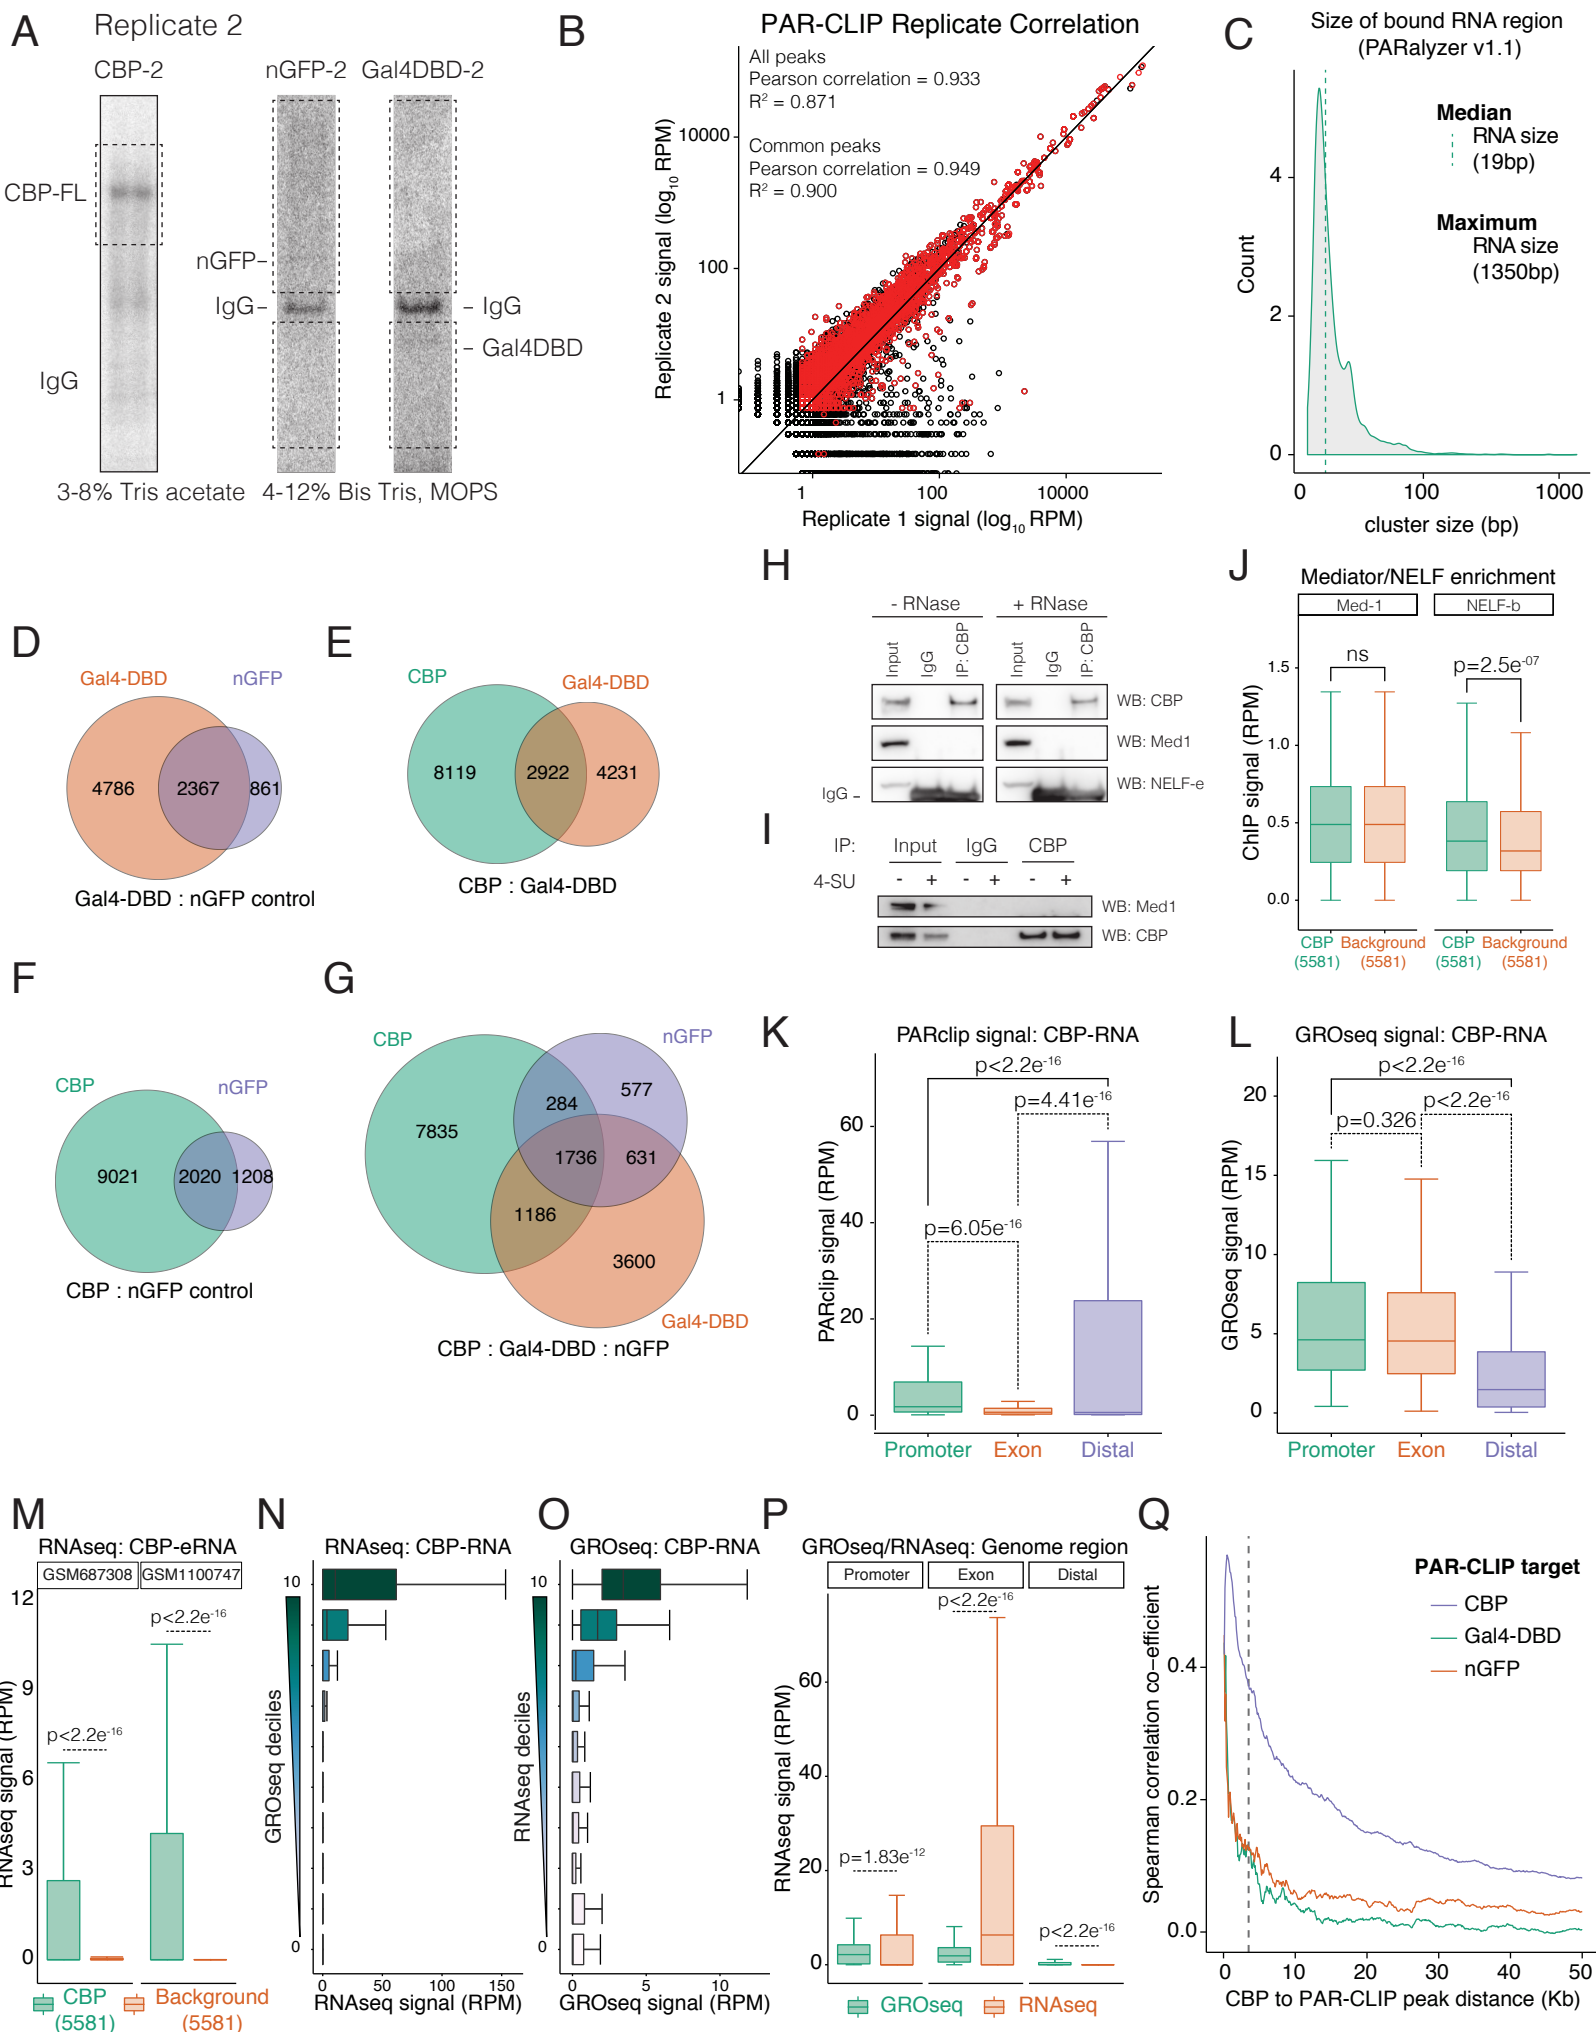 A
Replicate 2
CBP-2
nGFP-2
Gal4DBD-2
CBP-FL
nGFP-
IgG-
- IgG
- Gal4DBD
IgG
3-8% Tris acetate
4-12% Bis Tris, MOPS
B
PAR-CLIP Replicate Correlation
All peaks
Pearson correlation = 0.933
R² = 0.871
Common peaks
Pearson correlation = 0.949
R² = 0.900
Replicate 2 signal (log₁₀ RPM)
10000
100
1
1
100
10000
Replicate 1 signal (log₁₀ RPM)
C
Size of bound RNA region
(PARalyzer v1.1)
Median
RNA size
(19bp)
Maximum
RNA size
(1350bp)
Count
4
2
0
0
100
1000
cluster size (bp)
D
Gal4-DBD
nGFP
4786
2367
861
Gal4-DBD : nGFP control
E
CBP
Gal4-DBD
8119
2922
4231
CBP : Gal4-DBD
F
CBP
nGFP
9021
2020
1208
CBP : nGFP control
G
CBP
nGFP
577
284
7835
1736
631
1186
3600
Gal4-DBD
CBP : Gal4-DBD : nGFP
H
- RNase
+ RNase
Input
IgG
IP: CBP
Input
IgG
IP: CBP
WB: CBP
WB: Med1
WB: NELF-e
IgG -
I
IP:
Input
IgG
CBP
4-SU
- + - + - +
WB: Med1
WB: CBP
J
Mediator/NELF enrichment
Med-1
NELF-b
ns
p=2.5e⁻⁰⁷
ChIP signal (RPM)
1.5
1.0
0.5
0.0
CBP
(5581)
Background
(5581)
CBP
(5581)
Background
(5581)
K
PARclip signal: CBP-RNA
p<2.2e⁻¹⁶
p=4.41e⁻¹⁶
p=6.05e⁻¹⁶
PARclip signal (RPM)
60
40
20
0
Promoter
Exon
Distal
L
GROseq signal: CBP-RNA
p<2.2e⁻¹⁶
p<2.2e⁻¹⁶
p=0.326
GROseq signal (RPM)
20
15
10
5
0
Promoter
Exon
Distal
M
RNAseq: CBP-eRNA
GSM687308
GSM1100747
p<2.2e⁻¹⁶
p<2.2e⁻¹⁶
RNAseq signal (RPM)
12
9
6
3
0
CBP
(5581)
Background
(5581)
N
RNAseq: CBP-RNA
10
GROseq deciles
0
0
50
100
150
RNAseq signal (RPM)
O
GROseq: CBP-RNA
10
RNAseq deciles
0
0
5
10
GROseq signal (RPM)
P
GROseq/RNAseq: Genome region
Promoter
Exon
Distal
p<2.2e⁻¹⁶
p=1.83e⁻¹²
p<2.2e⁻¹⁶
RNAseq signal (RPM)
60
40
20
0
GROseq
RNAseq
Q
PAR-CLIP target
CBP
Gal4-DBD
nGFP
Spearman correlation co-efficient
0.4
0.2
0.0
0
10
20
30
40
50
CBP to PAR-CLIP peak distance (Kb)